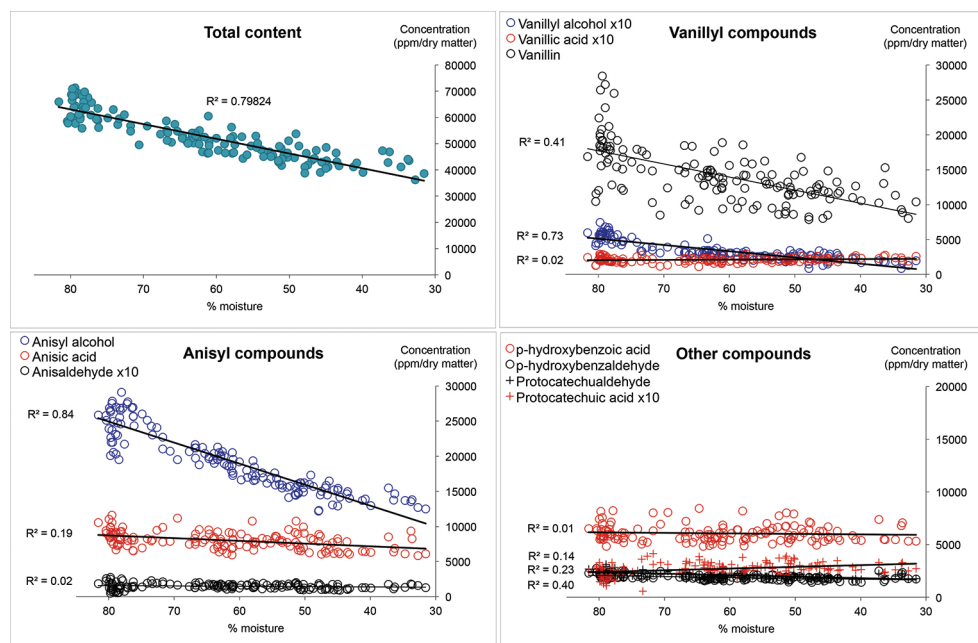 Total content
Concentration
(ppm/dry matter)
80000
70000
60000
50000
40000
30000
20000
10000
0
R² = 0.79824
80
70
60
50
40
30
% moisture
Vanillyl alcohol x10
Vanillic acid x10
Vanillin
Vanillyl compounds
Concentration
(ppm/dry matter)
30000
25000
20000
15000
10000
5000
0
R² = 0.41
R² = 0.73
R² = 0.02
80
70
60
50
40
30
% moisture
Anisyl alcohol
Anisic acid
Anisaldehyde x10
Anisyl compounds
Concentration
(ppm/dry matter)
30000
25000
20000
15000
10000
5000
0
R² = 0.84
R² = 0.19
R² = 0.02
80
70
60
50
40
30
% moisture
p-hydroxybenzoic acid
p-hydroxybenzaldehyde
Protocatechualdehyde
Protocatechuic acid x10
Other compounds
Concentration
(ppm/dry matter)
20000
15000
10000
5000
0
R² = 0.01
R² = 0.14
R² = 0.23
R² = 0.40
80
70
60
50
40
30
% moisture